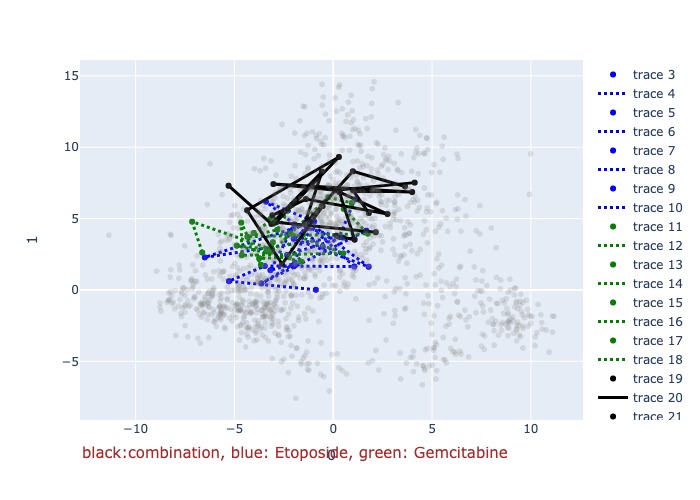 15
10
5
0
−5
−10
−5
0
5
10
1
0
black:combination, blue: Etoposide, green: Gemcitabine
trace 3
trace 4
trace 5
trace 6
trace 7
trace 8
trace 9
trace 10
trace 11
trace 12
trace 13
trace 14
trace 15
trace 16
trace 17
trace 18
trace 19
trace 20
trace 21